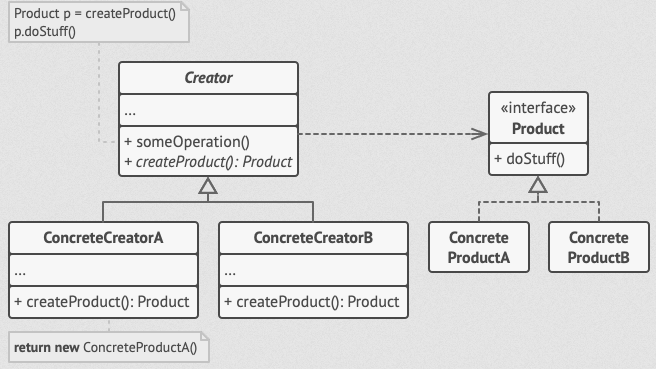 Product p = createProduct()
p.doStuff()
Creator
...
+ someOperation()
+ createProduct(): Product
«interface»
Product
+ doStuff()
ConcreteCreatorA
...
+ createProduct(): Product
ConcreteCreatorB
...
+ createProduct(): Product
Concrete
ProductA
Concrete
ProductB
return new ConcreteProductA()